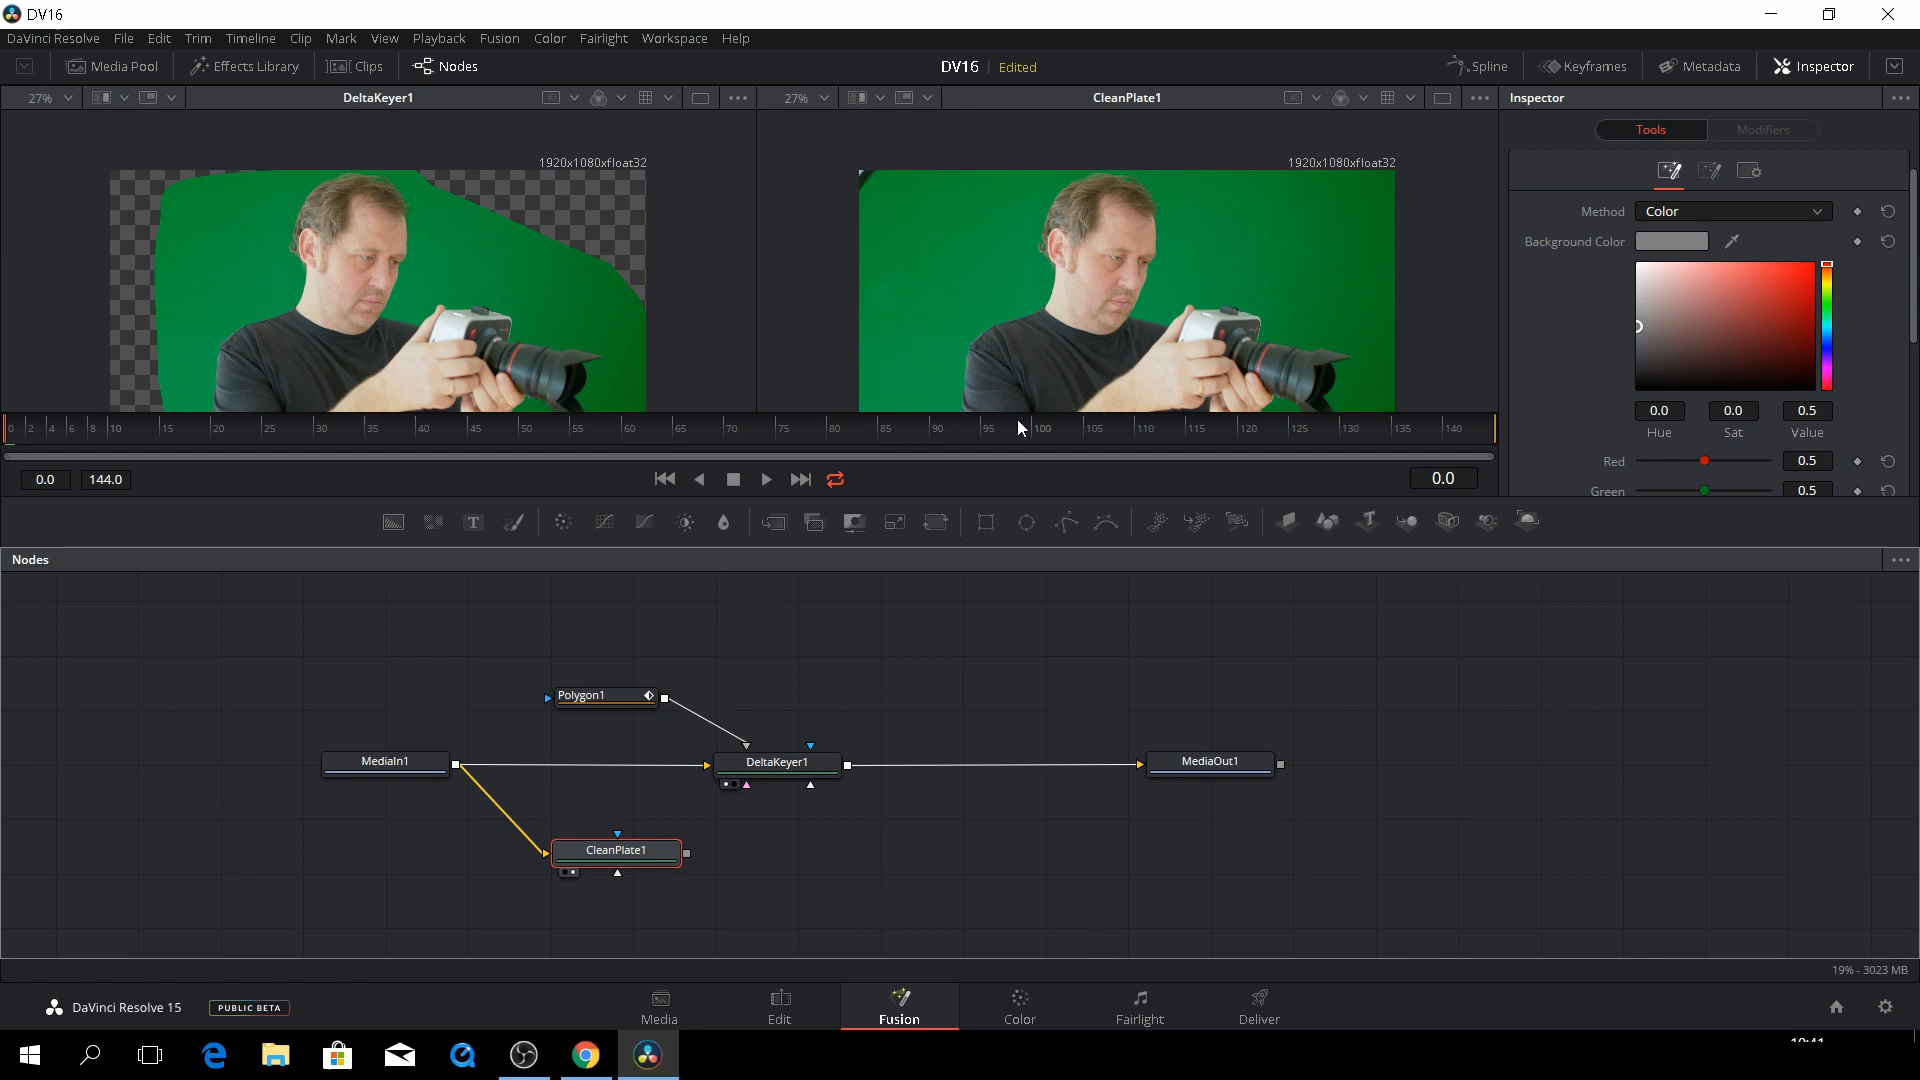 DV16
DaVinci Resolve File Edit Trim Timeline Clip Mark View Playback Fusion Color Fairlight Workspace Help
Media Pool Effects Library Clips Nodes DV16 Edited Spline Keyframes Metadata Inspector
27% DeltaKeyer1 27% CleanPlate1 Inspector
Tools Modifiers
1920x1080xfloat32 1920x1080xfloat32
Method Color
Background Color
0.0 0.0 0.5
Hue Sat Value
0 2 4 6 8 10 15 20 25 30 35 40 45 50 55 60 65 70 75 80 85 90 95 100 105 110 115 120 125 130 135 140
Red 0.5
0.0 144.0 0.0
Green 0.5
T
Nodes
Polygon1
MediaIn1 DeltaKeyer1 MediaOut1
CleanPlate1
19% - 3023 MB
DaVinci Resolve 15 PUBLIC BETA
Media Edit Fusion Color Fairlight Deliver